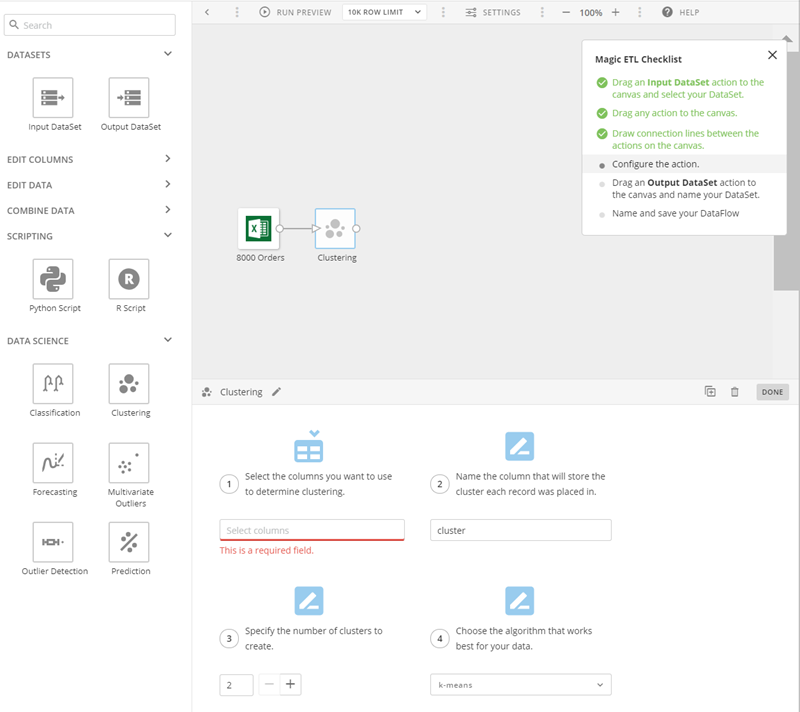 Search
DATASETS
Input DataSet
Output DataSet
EDIT COLUMNS
EDIT DATA
COMBINE DATA
SCRIPTING
Python Script
R
R Script
DATA SCIENCE
Classification
Clustering
Forecasting
Multivariate
Outliers
Outlier Detection
Prediction
RUN PREVIEW
10K ROW LIMIT
SETTINGS
100%
HELP
Magic ETL Checklist
Drag an Input DataSet action to the
canvas and select your DataSet.
Drag any action to the canvas.
Draw connection lines between the
actions on the canvas.
Configure the action.
Drag an Output DataSet action to
the canvas and name your DataSet.
Name and save your DataFlow
8000 Orders
Clustering
Clustering
DONE
1
Select the columns you want to use
to determine clustering.
Select columns
This is a required field.
2
Name the column that will store the
cluster each record was placed in.
cluster
3
Specify the number of clusters to
create.
2
4
Choose the algorithm that works
best for your data.
k-means